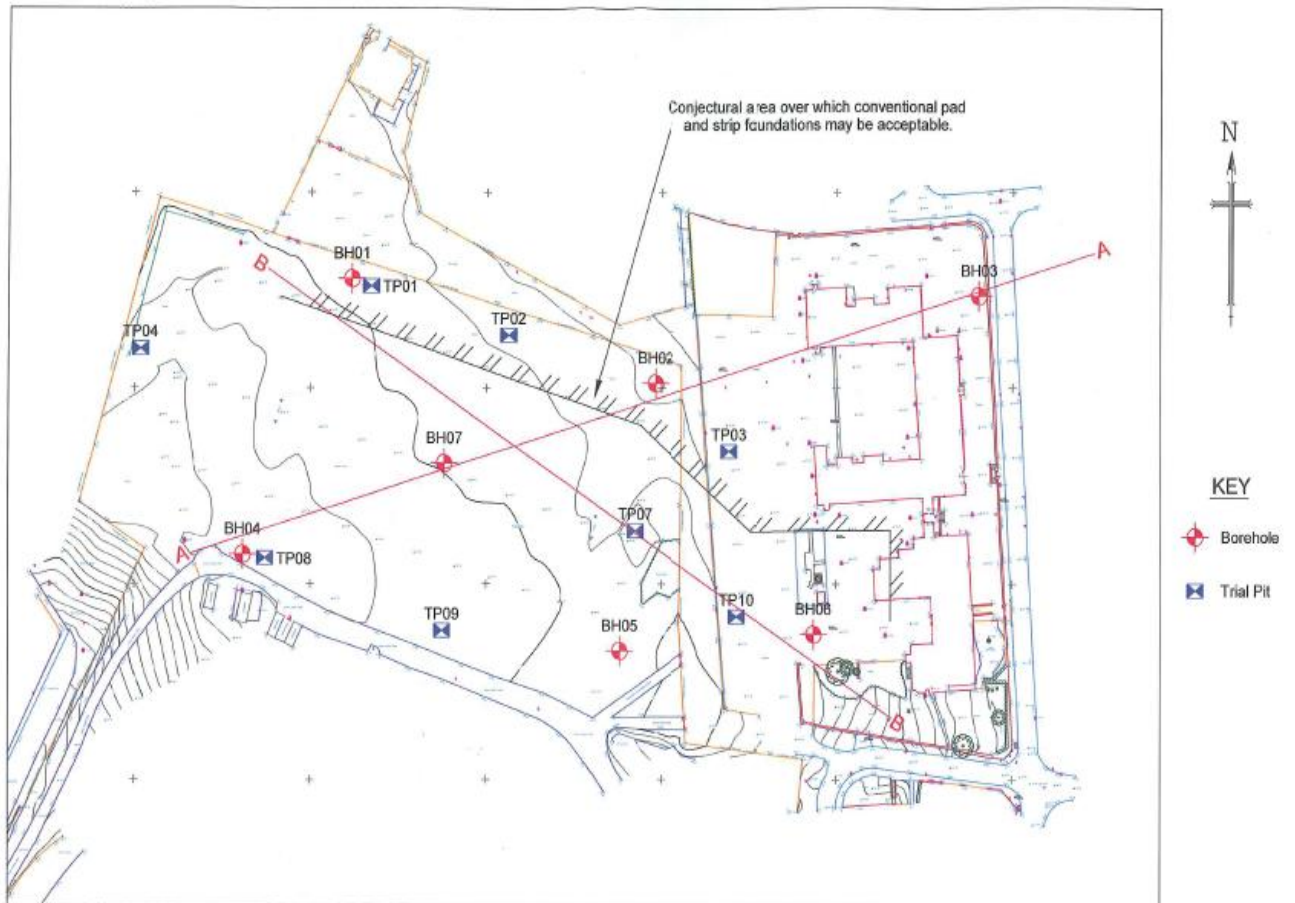 Conjectural area over which conventional pad
and strip foundations may be acceptable.
N
A
BH03
BH01
B
TP01
TP02
TP04
BH02
TP03
BH07
TP07
BH04
A
TP08
TP10
TP09
BH05
BH08
B
KEY
Borehole
Trial Pit